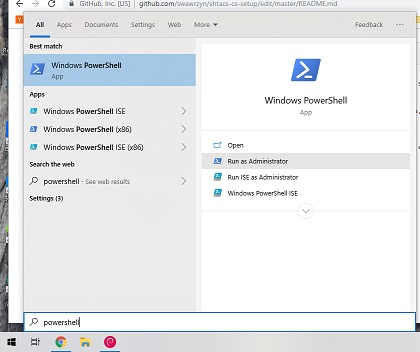 GitHub, Inc. [US]
github.com/swawrzyn/shtacs-cs-setup/edit/master/README.md
All Apps Documents Settings Web More Feedback ...
Best match
Windows PowerShell
App
Apps
Windows PowerShell ISE
Windows PowerShell (x86)
Windows PowerShell ISE (x86)
Search the web
powershell - See web results
Settings (3)
Windows PowerShell
App
Open
Run as Administrator
Run ISE as Administrator
Windows PowerShell ISE
powershell